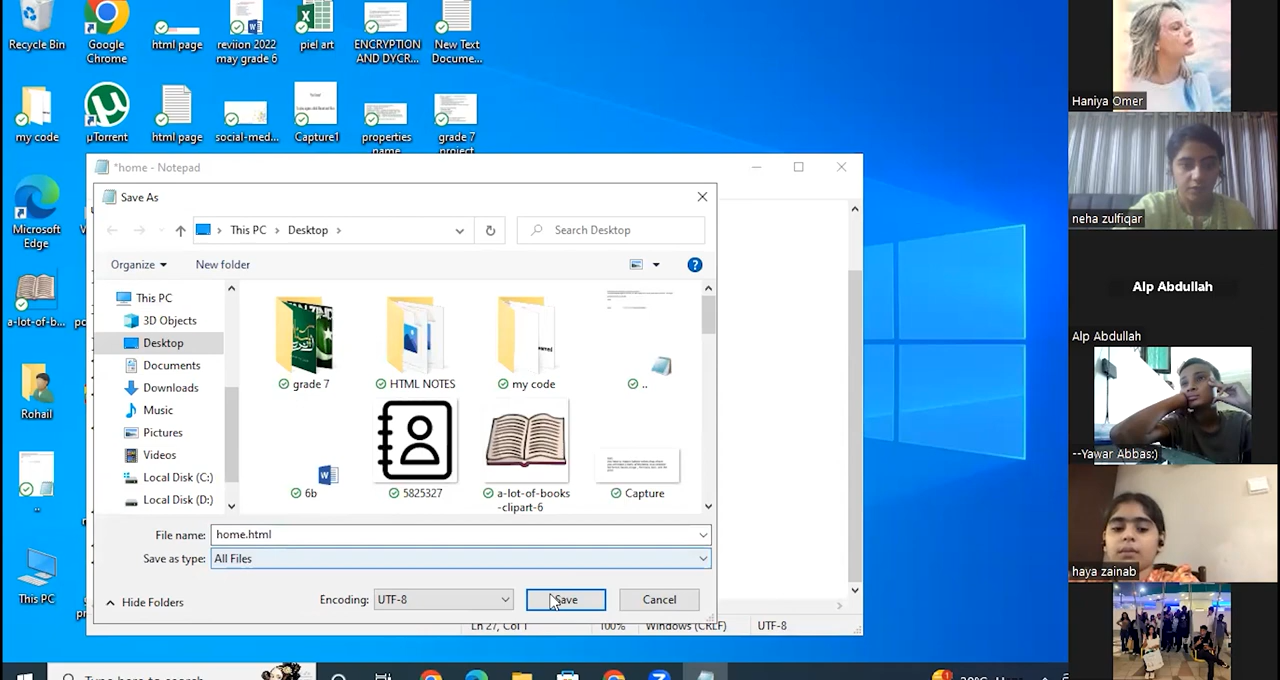 Recycle Bin
Google Chrome
html page
reviion 2022 may grade 6
piel art
ENCRYPTION AND DYCR...
New Text Docume...
my code
µTorrent
html page
social-med...
Capture1
properties name
grade 7 project
Microsoft Edge
a-lot-of-b...
Rohail
..
This PC
*home - Notepad
Save As
This PC
Desktop
Search Desktop
Organize
New folder
This PC
3D Objects
Desktop
Documents
Downloads
Music
Pictures
Videos
Local Disk (C:)
Local Disk (D:)
grade 7
HTML NOTES
my code
..
6b
5825327
a-lot-of-books
-clipart-6
Capture
File name: home.html
Save as type: All Files
Hide Folders
Encoding: UTF-8
Save
Cancel
Ln 27, Col 1
100%
Windows (CRLF)
UTF-8
Type here to search
Haniya Omer
neha zulfiqar
Alp Abdullah
Alp Abdullah
--Yawar Abbas:)
haya zainab